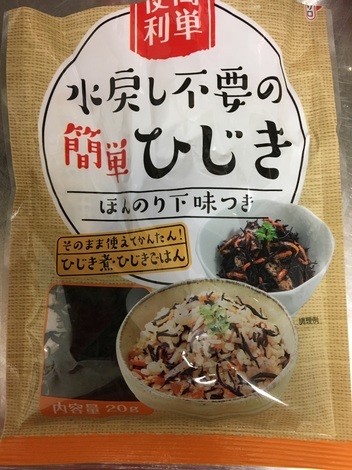 簡単
便利
水戻し不要の
簡単ひじき
ほんのり下味つき
そのまま使えてかんたん!
ひじき煮・ひじきごはん
調理例
内容量 20g